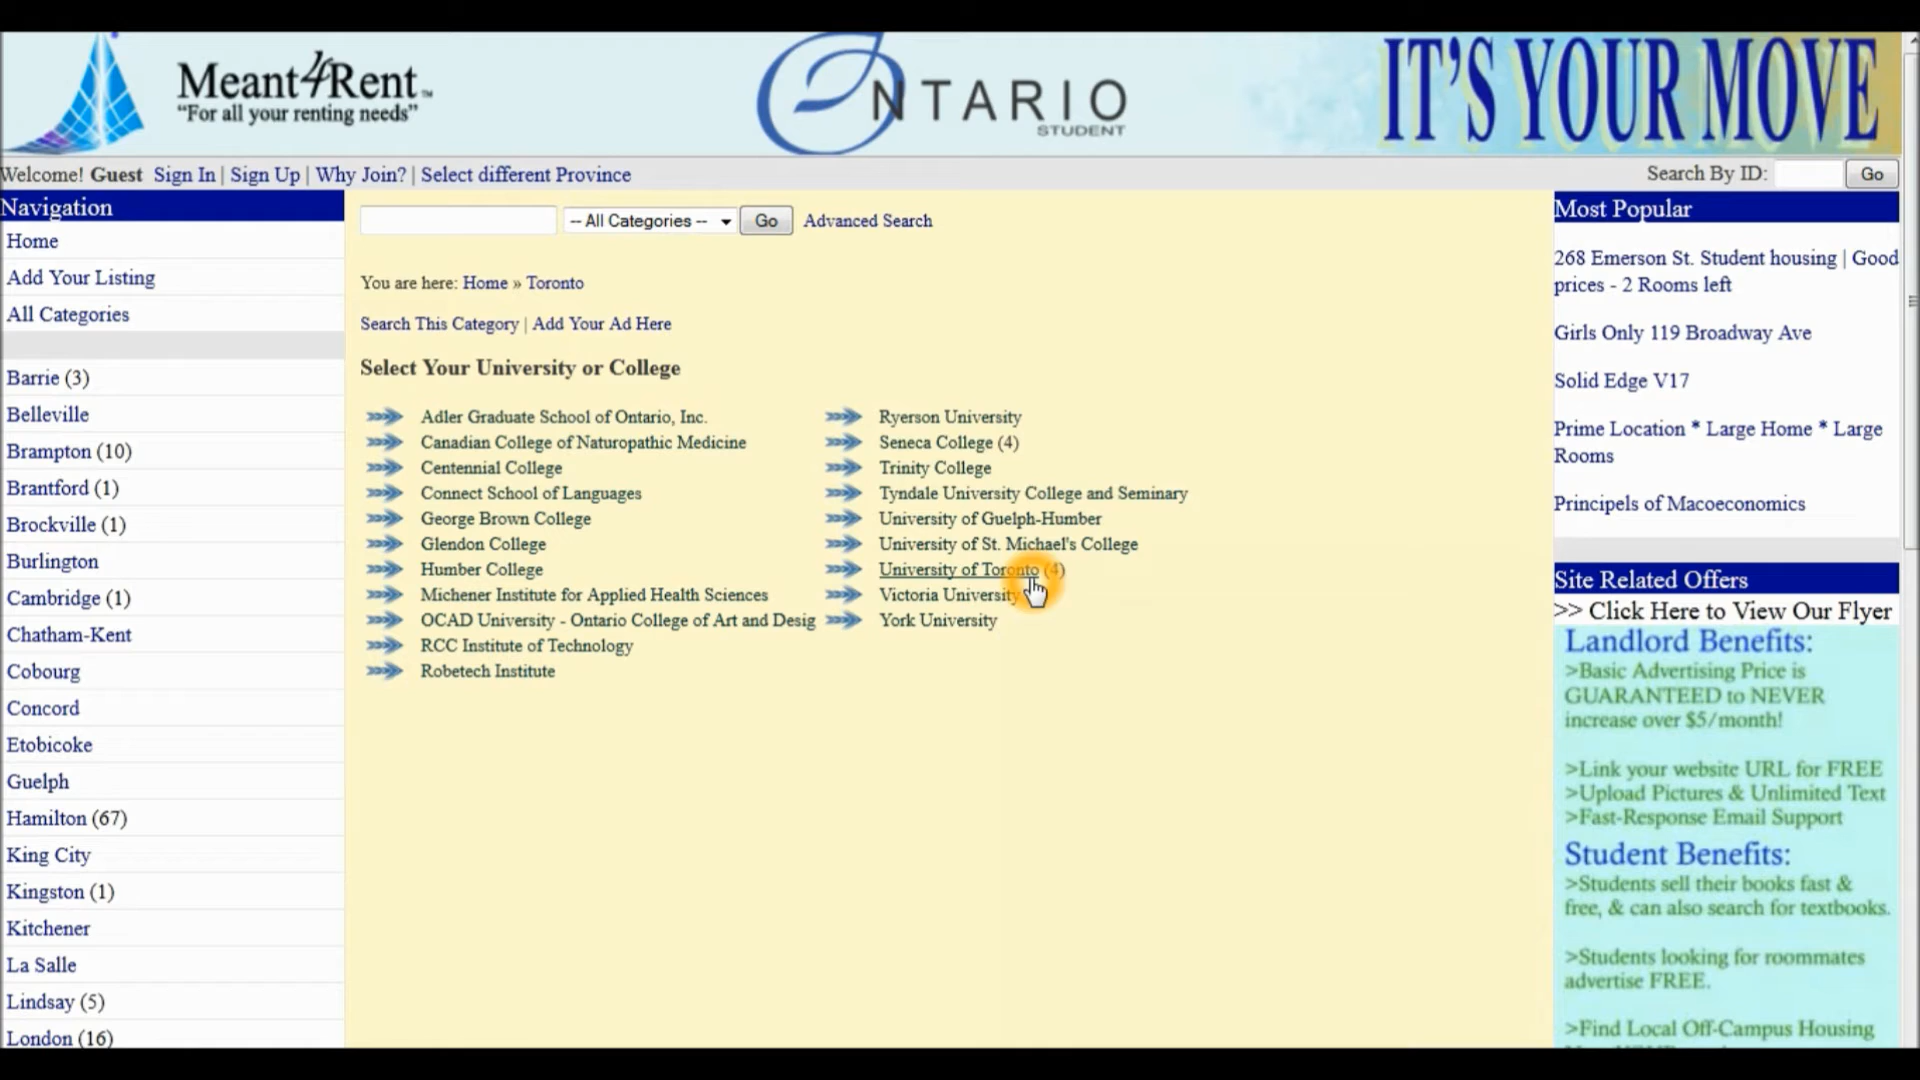 Meant4Rent™
"For all your renting needs"
ONTARIO
STUDENT
IT'S YOUR MOVE
Welcome! Guest Sign In | Sign Up | Why Join? | Select different Province
Search By ID: Go
Navigation
Home
Add Your Listing
All Categories
Barrie (3)
Belleville
Brampton (10)
Brantford (1)
Brockville (1)
Burlington
Cambridge (1)
Chatham-Kent
Cobourg
Concord
Etobicoke
Guelph
Hamilton (67)
King City
Kingston (1)
Kitchener
La Salle
Lindsay (5)
London (16)
-- All Categories -- Go Advanced Search
You are here: Home » Toronto
Search This Category | Add Your Ad Here
Select Your University or College
Adler Graduate School of Ontario, Inc.
Canadian College of Naturopathic Medicine
Centennial College
Connect School of Languages
George Brown College
Glendon College
Humber College
Michener Institute for Applied Health Sciences
OCAD University - Ontario College of Art and Desig
RCC Institute of Technology
Robetech Institute
Ryerson University
Seneca College (4)
Trinity College
Tyndale University College and Seminary
University of Guelph-Humber
University of St. Michael's College
University of Toronto (4)
Victoria University
York University
Most Popular
268 Emerson St. Student housing | Good
prices - 2 Rooms left
Girls Only 119 Broadway Ave
Solid Edge V17
Prime Location * Large Home * Large
Rooms
Principels of Macoeconomics
Site Related Offers
>> Click Here to View Our Flyer
Landlord Benefits:
>Basic Advertising Price is
GUARANTEED to NEVER
increase over $5/month!
>Link your website URL for FREE
>Upload Pictures & Unlimited Text
>Fast-Response Email Support
Student Benefits:
>Students sell their books fast &
free, & can also search for textbooks.
>Students looking for roommates
advertise FREE.
>Find Local Off-Campus Housing